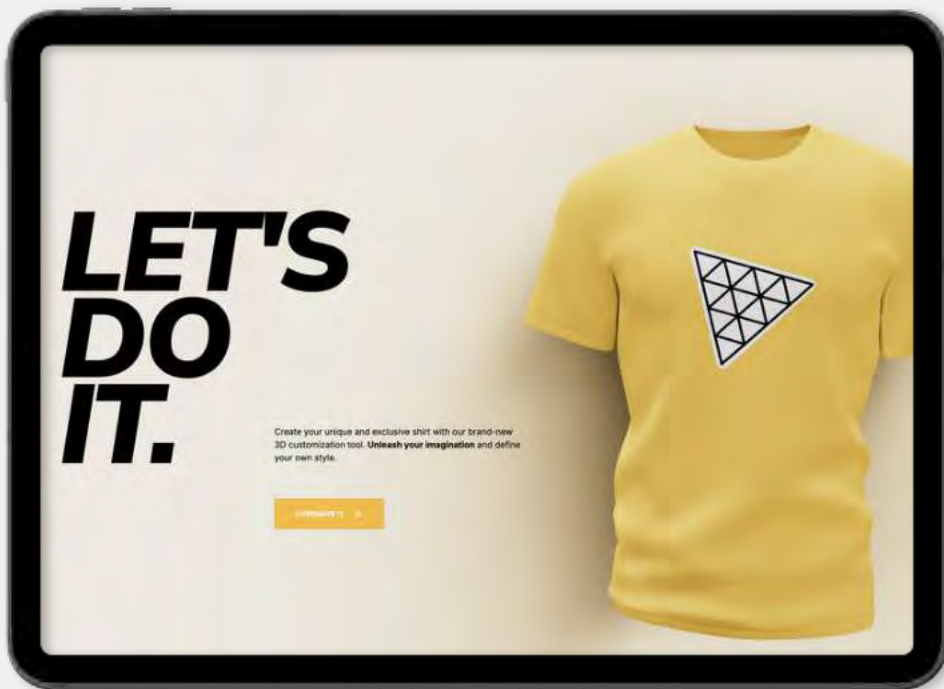 LET'S
DO
IT.
Create your unique and exclusive shirt with our brand-new
3D customization tool. Unleash your imagination and define
your own style.